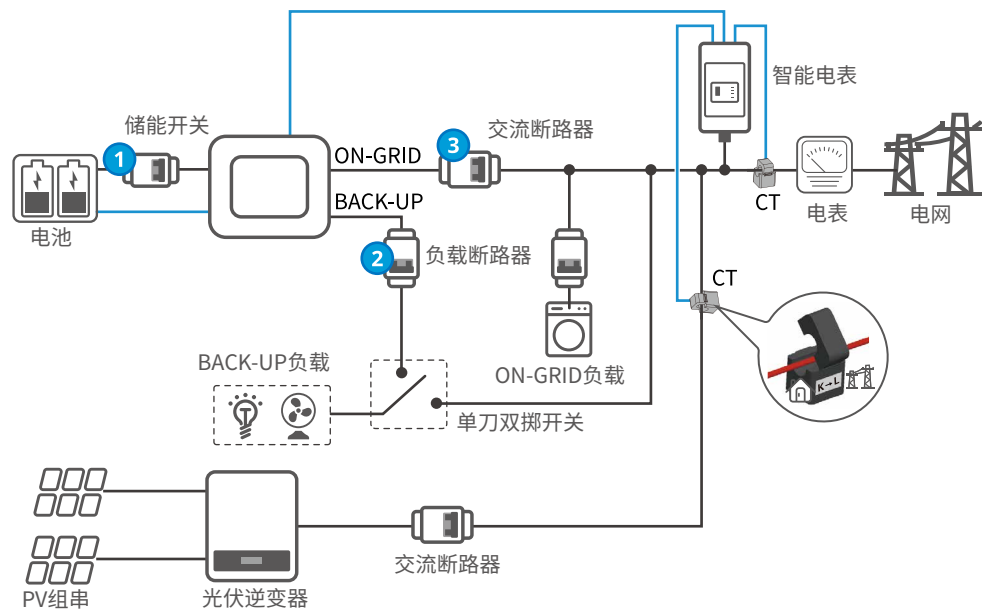 智能电表
储能开关
交流断路器
1
3
ON-GRID
BACK-UP
CT
电表
电网
电池
2
负载断路器
CT
BACK-UP负载
ON-GRID负载
K→L
单刀双掷开关
交流断路器
PV组串
光伏逆变器